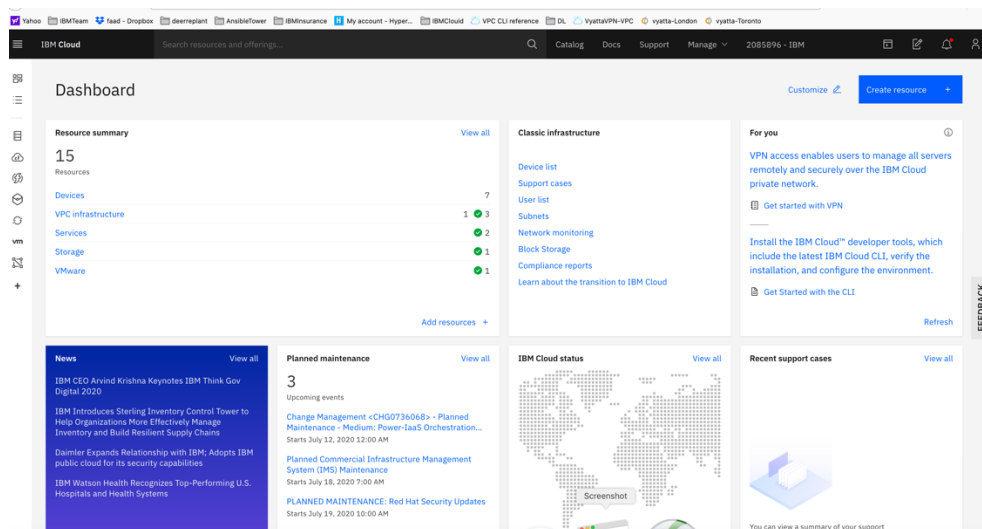 Yahoo IBMTeam faad - Dropbox deerreplant AnsibleTower IBMInsurance My account - Hyper... IBMClouid VPC CLI reference DL VyattaVPN-VPC vyatta-London vyatta-Toronto
IBM Cloud Search resources and offerings... Catalog Docs Support Manage 2085896 - IBM
Dashboard
Customize
Create resource +
Resource summary View all
15
Resources
Devices 7
VPC infrastructure 1 3
Services 2
Storage 1
VMware 1
Add resources +
Classic infrastructure
Device list
Support cases
User list
Subnets
Network monitoring
Block Storage
Compliance reports
Learn about the transition to IBM Cloud
For you
VPN access enables users to manage all servers
remotely and securely over the IBM Cloud
private network.
Get started with VPN
Install the IBM Cloud™ developer tools, which
include the latest IBM Cloud CLI, verify the
installation, and configure the environment.
Get Started with the CLI
Refresh
FEEDBACK
vm
News View all
IBM CEO Arvind Krishna Keynotes IBM Think Gov
Digital 2020
IBM Introduces Sterling Inventory Control Tower to
Help Organizations More Effectively Manage
Inventory and Build Resilient Supply Chains
Daimler Expands Relationship with IBM; Adopts IBM
public cloud for its security capabilities
IBM Watson Health Recognizes Top-Performing U.S.
Hospitals and Health Systems
Planned maintenance View all
3
Upcoming events
Change Management <CHG0736068> - Planned
Maintenance - Medium: Power-IaaS Orchestration...
Starts July 12, 2020 12:00 AM
Planned Commercial Infrastructure Management
System (IMS) Maintenance
Starts July 18, 2020 7:00 AM
PLANNED MAINTENANCE: Red Hat Security Updates
Starts July 19, 2020 10:00 AM
IBM Cloud status View all
Screenshot
Recent support cases View all
You can view a summary of your support